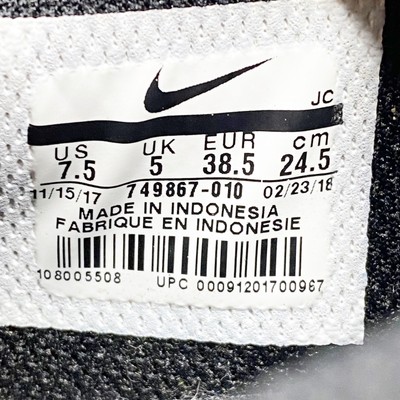 JC
US UK EUR cm
7.5 5 38.5 24.5
11/15/17 749867-010 02/23/18
MADE IN INDONESIA
FABRIQUE EN INDONESIE
108005508 UPC 00091201700967